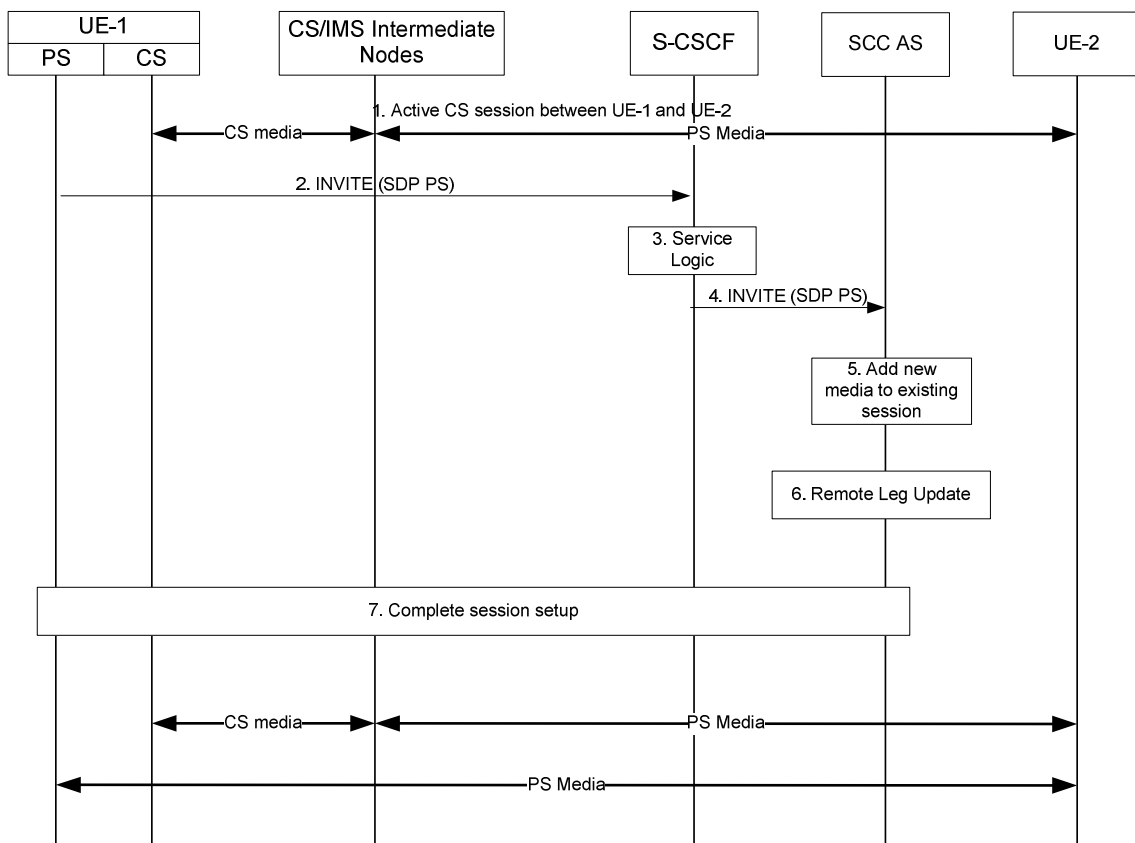 UE-1
PS
CS
CS/IMS Intermediate
Nodes
S-CSCF
SCC AS
UE-2
1. Active CS session between UE-1 and UE-2
CS media
PS Media
2. INVITE (SDP PS)
3. Service
Logic
4. INVITE (SDP PS)
5. Add new
media to existing
session
6. Remote Leg Update
7. Complete session setup
CS media
PS Media
PS Media